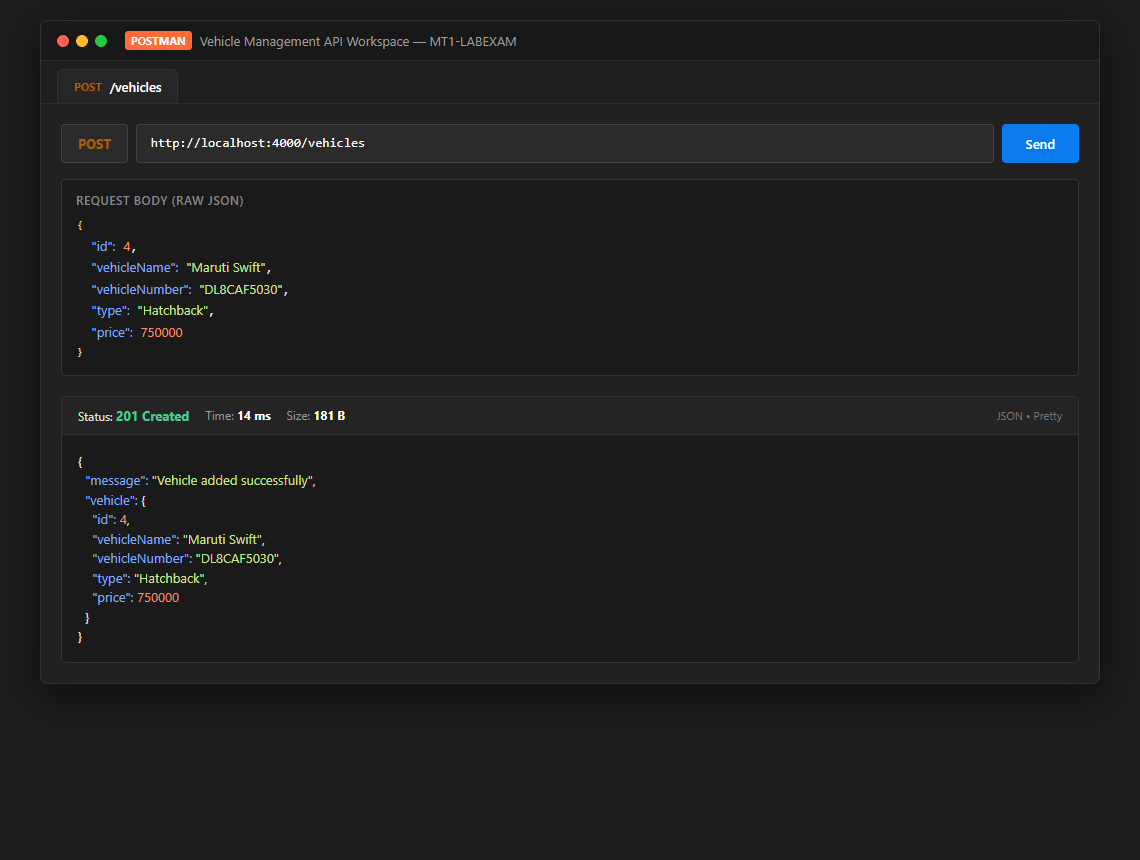 POSTMAN Vehicle Management API Workspace — MT1-LABEXAM
POST /vehicles
POST http://localhost:4000/vehicles Send
REQUEST BODY (RAW JSON)
{
"id": 4,
"vehicleName": "Maruti Swift",
"vehicleNumber": "DL8CAF5030",
"type": "Hatchback",
"price": 750000
}
Status: 201 Created Time: 14 ms Size: 181 B JSON • Pretty
{
"message": "Vehicle added successfully",
"vehicle": {
"id": 4,
"vehicleName": "Maruti Swift",
"vehicleNumber": "DL8CAF5030",
"type": "Hatchback",
"price": 750000
}
}